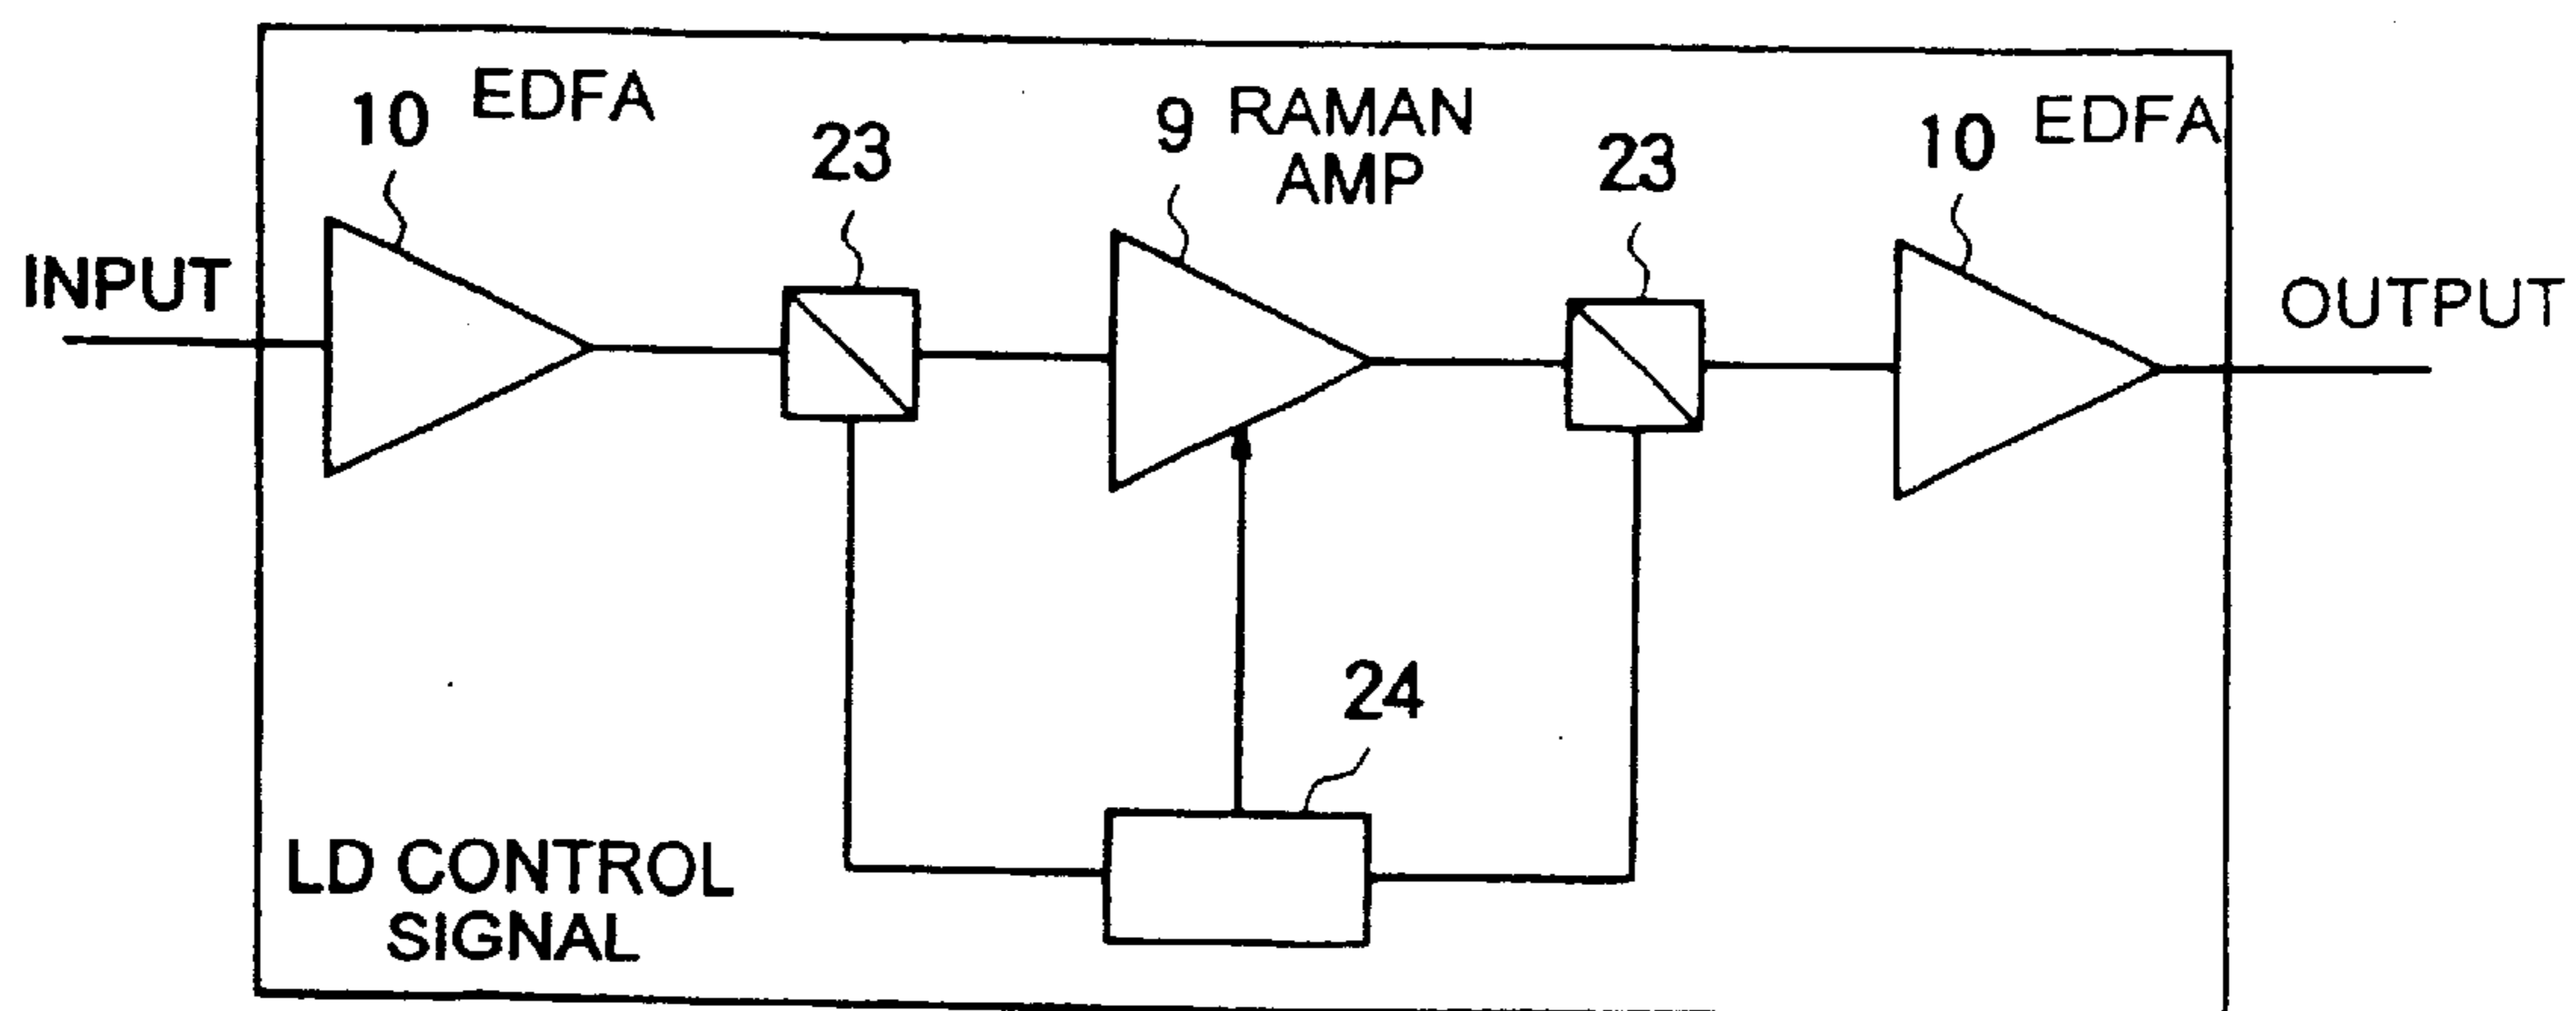 10 EDFA
23
9 RAMAN
AMP
23
10 EDFA
INPUT
OUTPUT
24
LD CONTROL
SIGNAL